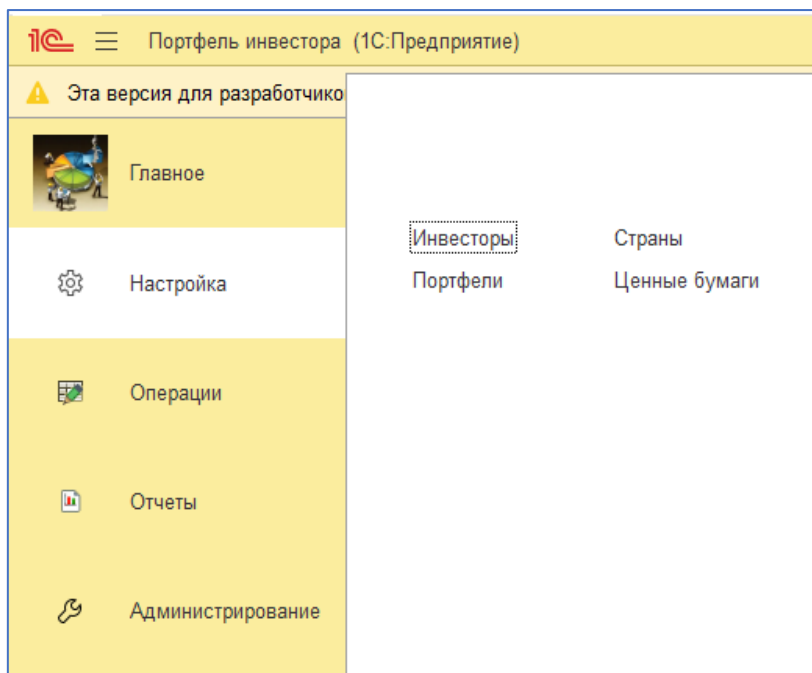 1С Портфель инвестора (1С:Предприятие)
Эта версия для разработчико
Главное
Настройка
Операции
Отчеты
Администрирование
Инвесторы Страны
Портфели Ценные бумаги